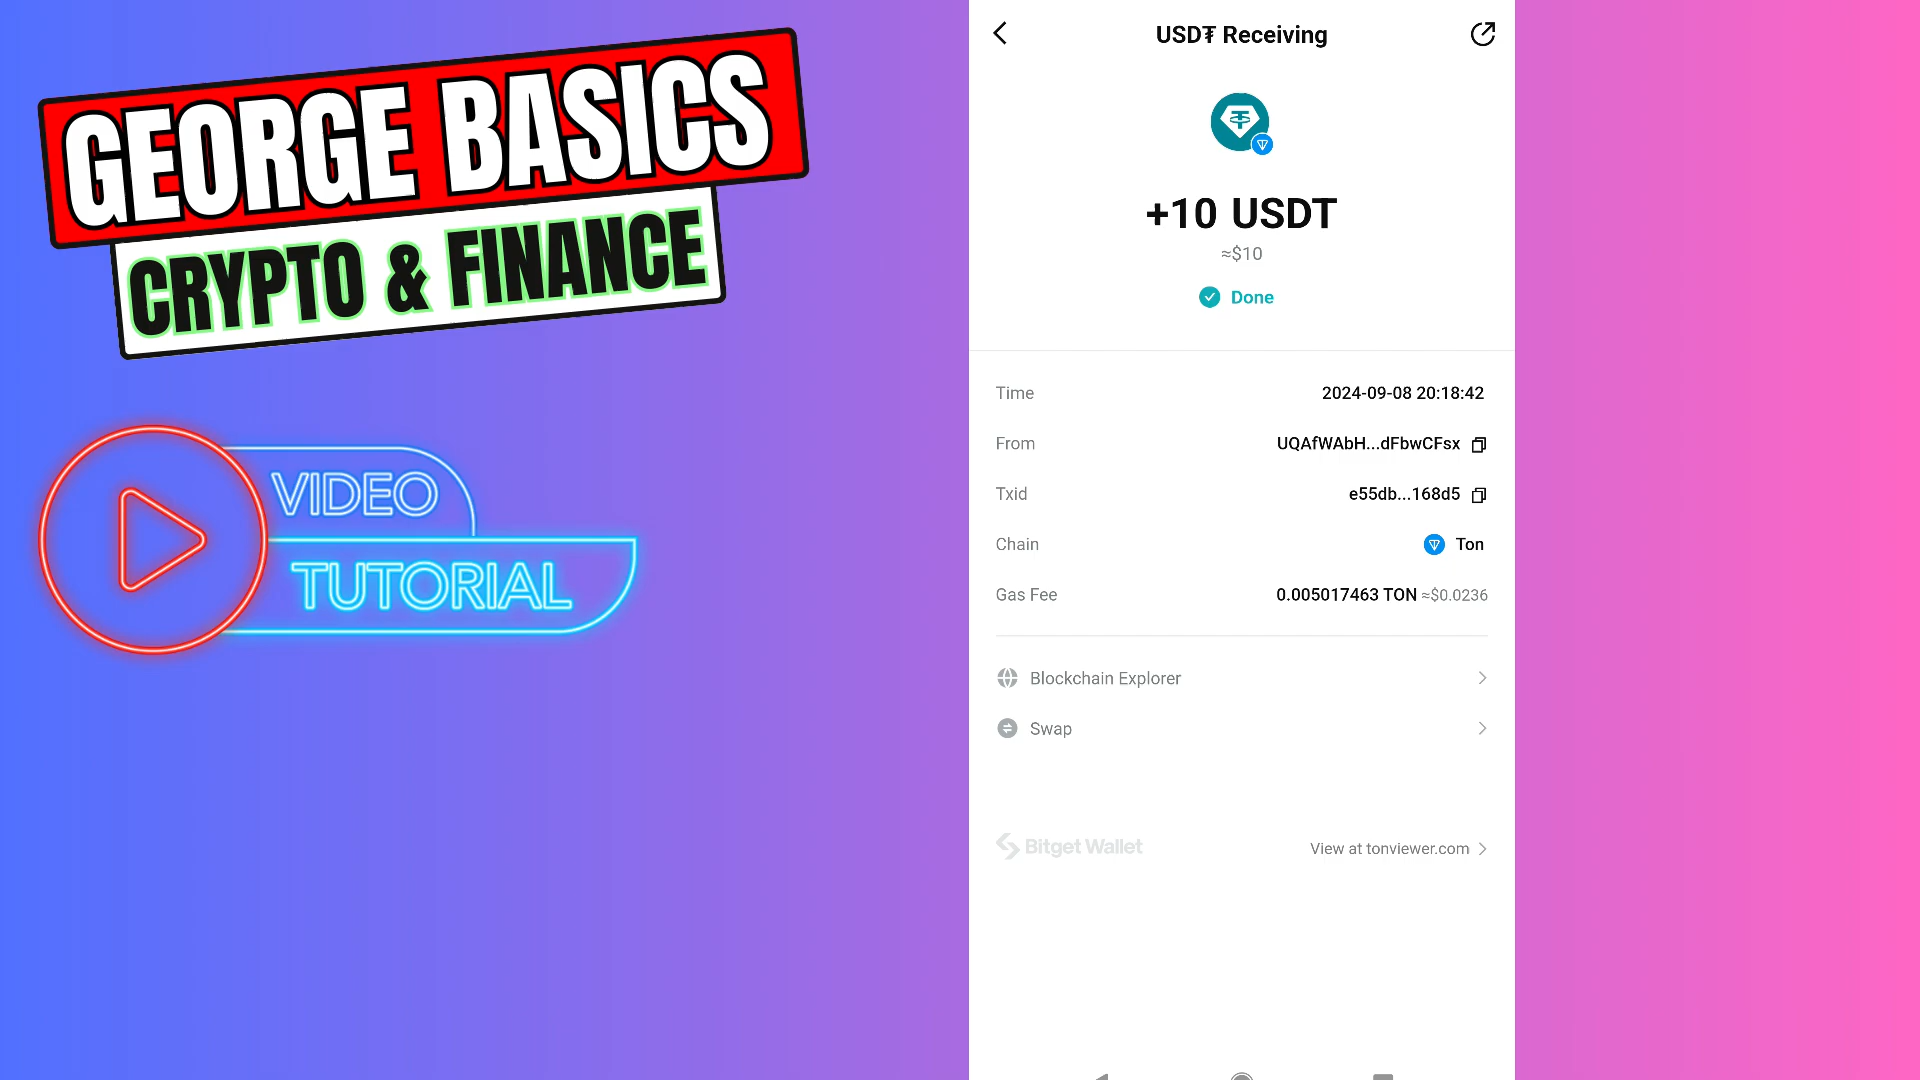 GEORGE BASICS
CRYPTO & FINANCE
VIDEO
TUTORIAL
USD₮ Receiving
+10 USDT
≈$10
Done
Time 2024-09-08 20:18:42
From UQAfWAbH...dFbwCFsx
Txid e55db...168d5
Chain Ton
Gas Fee 0.005017463 TON ≈$0.0236
Blockchain Explorer
Swap
Bitget Wallet View at tonviewer.com